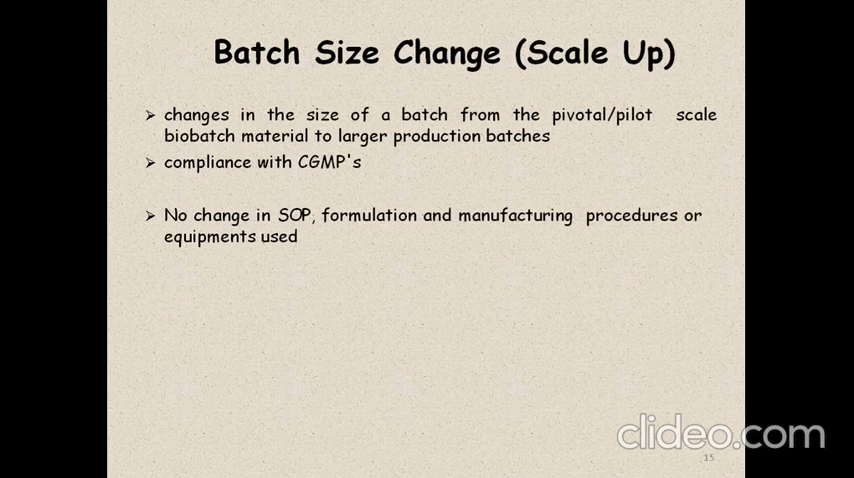 Batch Size Change (Scale Up)
➢ changes in the size of a batch from the pivotal/pilot scale
biobatch material to larger production batches
➢ compliance with CGMP's
➢ No change in SOP, formulation and manufacturing procedures or
equipments used
clideo.com
15